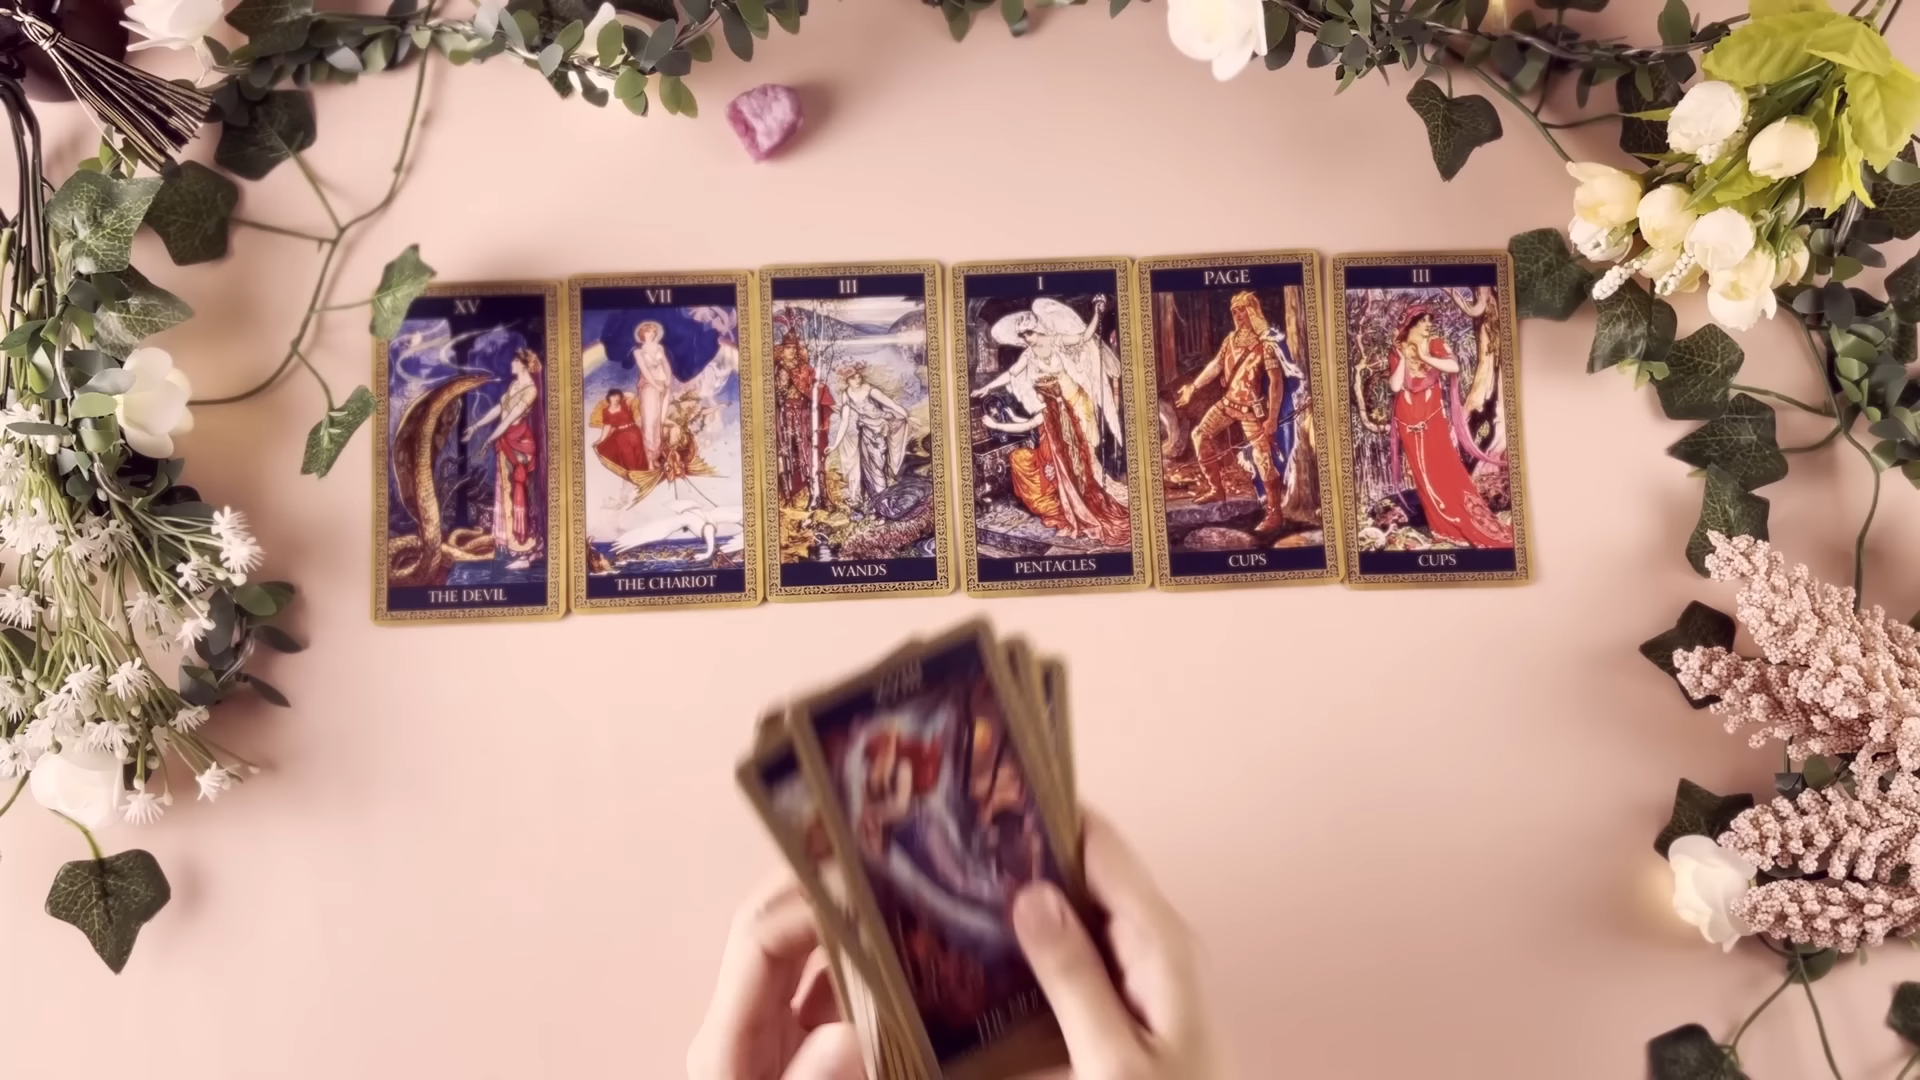 XV
THE DEVIL
VII
THE CHARIOT
III
WANDS
I
PENTACLES
PAGE
CUPS
III
CUPS